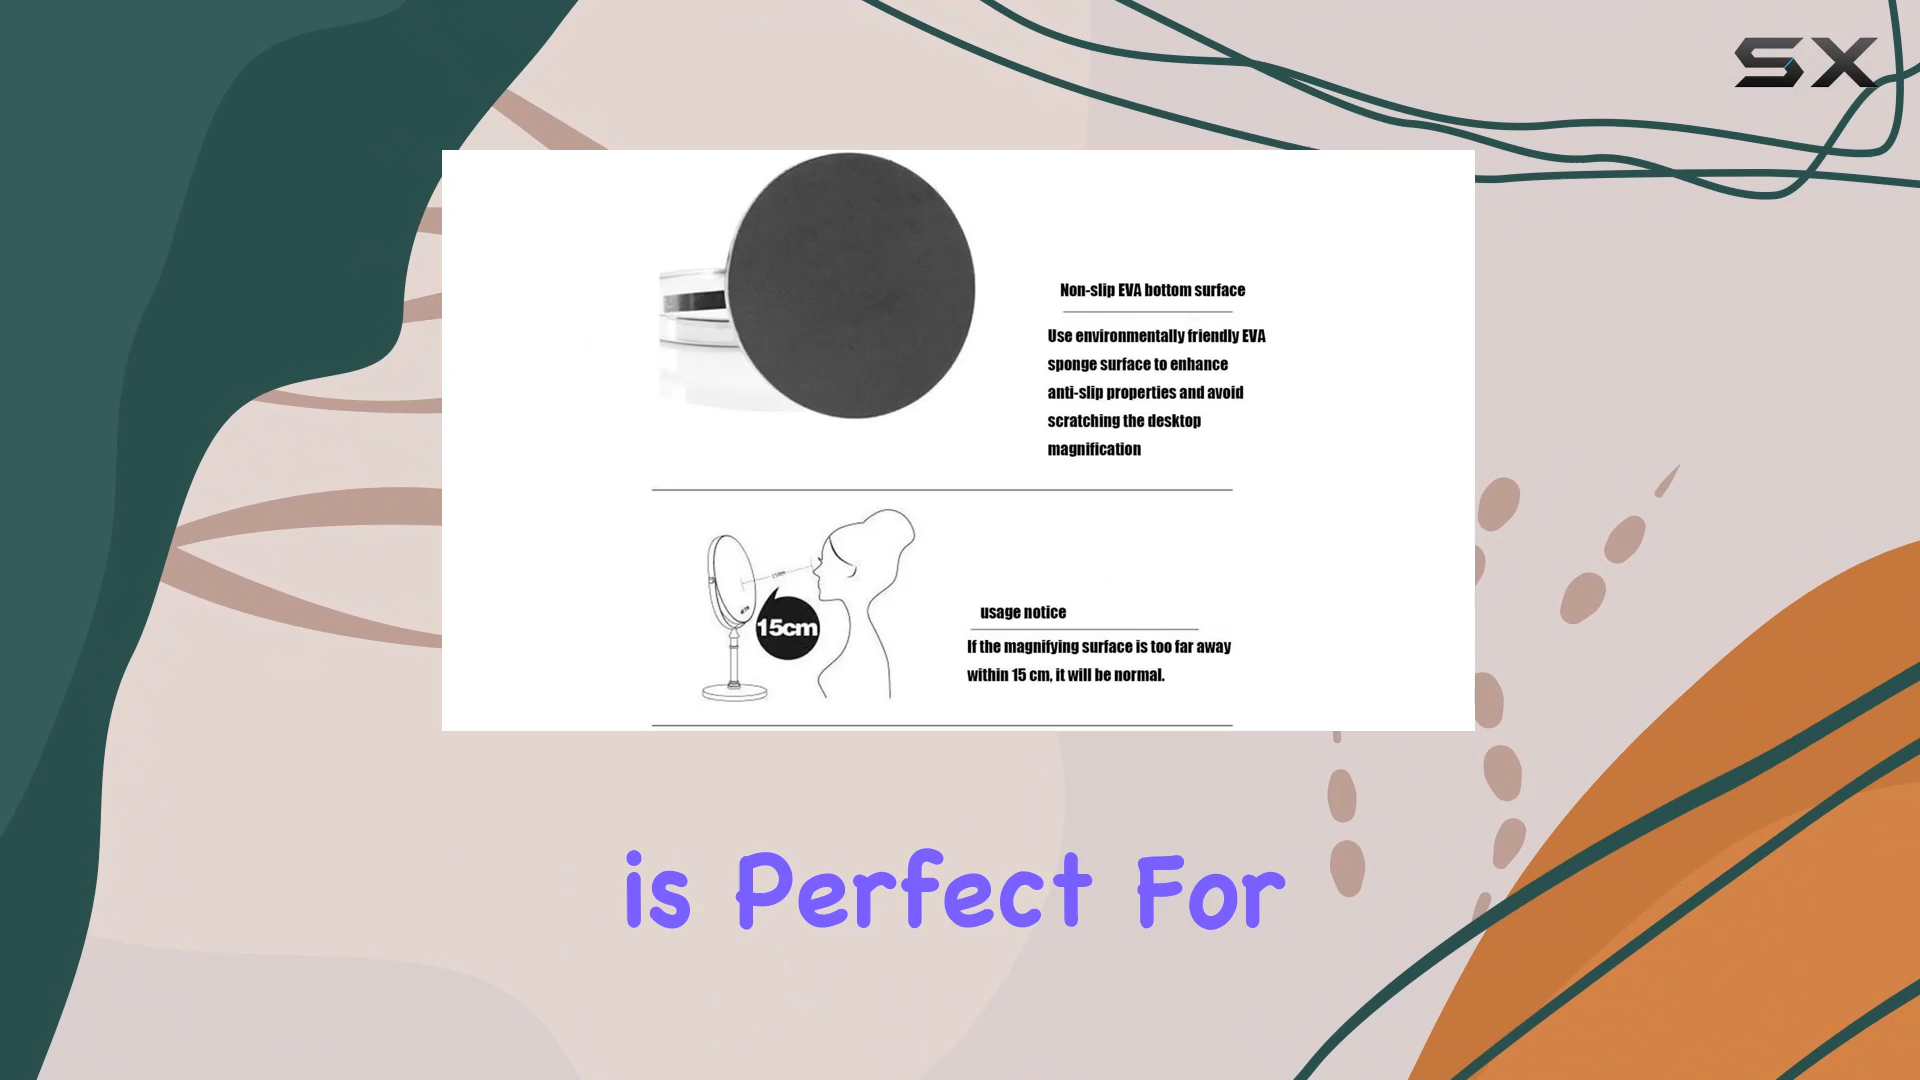 SX
Non-slip EVA bottom surface
Use environmentally friendly EVA
sponge surface to enhance
anti-slip properties and avoid
scratching the desktop
magnification
15cm
usage notice
If the magnifying surface is too far away
within 15 cm, it will be normal.
is Perfect For